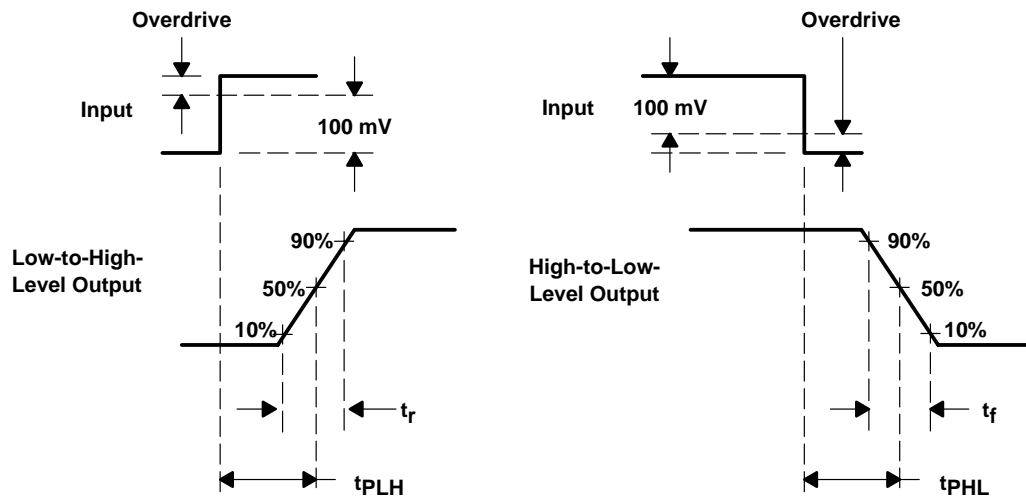 Overdrive
Input
100 mV
Low-to-High-
Level Output
90%
50%
10%
tr
tPLH
Overdrive
Input
100 mV
High-to-Low-
Level Output
90%
50%
10%
tf
tPHL